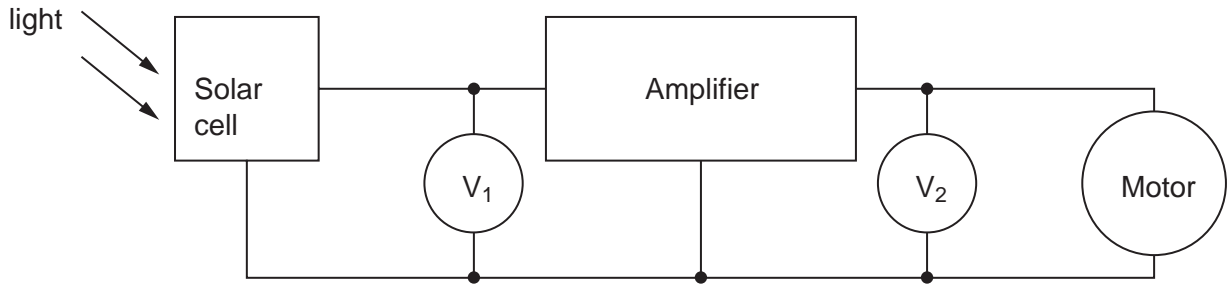 light
Solar
cell
Amplifier
V₁
V₂
Motor